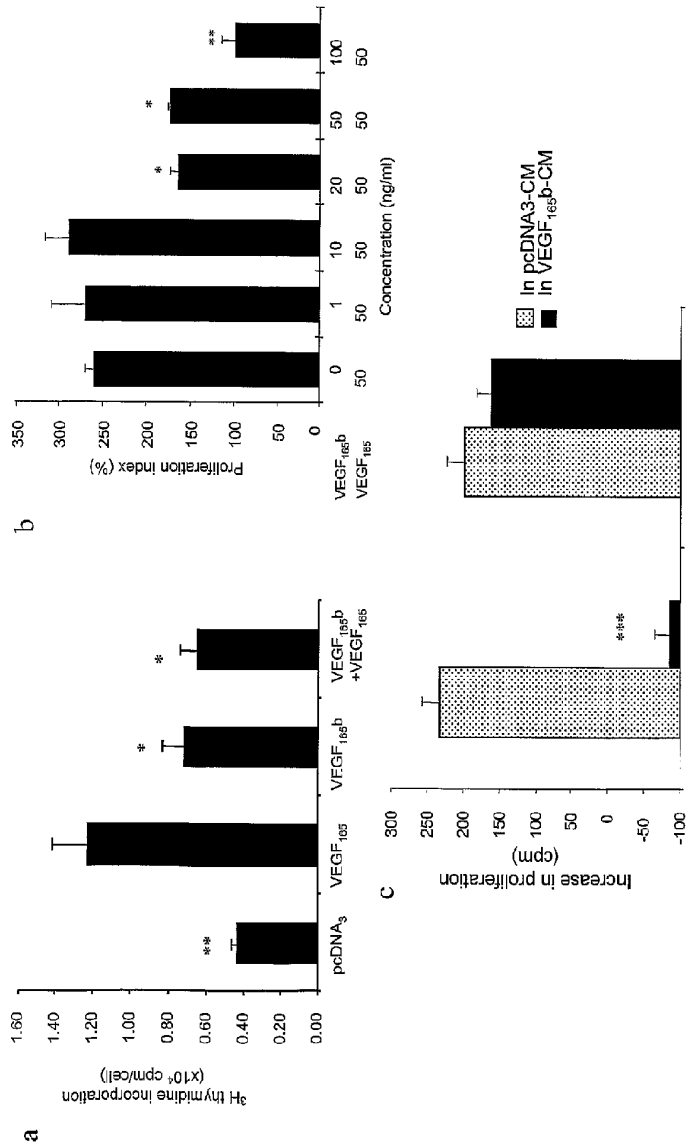 a
³H thymidine incorporation
(x10⁴ cpm/cell)
1.60
1.40
1.20
1.00
0.80
0.60
0.40
0.20
0.00
**
*
*
pcDNA₃
VEGF₁₆₅
VEGF₁₆₅b
VEGF₁₆₅b
+VEGF₁₆₅
b
Proliferation index (%)
350
300
250
200
150
100
50
0
*
*
**
VEGF₁₆₅b 0 1 10 20 50 100
VEGF₁₆₅ 50 50 50 50 50 50
Concentration (ng/ml)
c
Increase in proliferation
(cpm)
300
250
200
150
100
50
0
-50
-100
***
In pcDNA3-CM
In VEGF₁₆₅b-CM